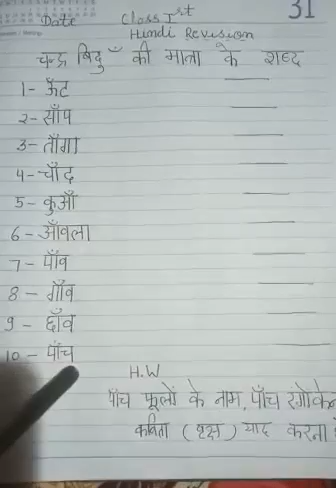 31
Date Class Ist
Hindi Revision
चन्द्र बिंदु ँ की मात्रा के शब्द
1- ऊँट
2- साँप
3- ताँगा
4- चाँद
5- कुआँ
6- आँवला
7- पाँव
8- गाँव
9- छाँव
10- पाँच
H.W
पाँच फूलों के नाम, पाँच रंगो के
कविता ( वृक्ष ) याद करना